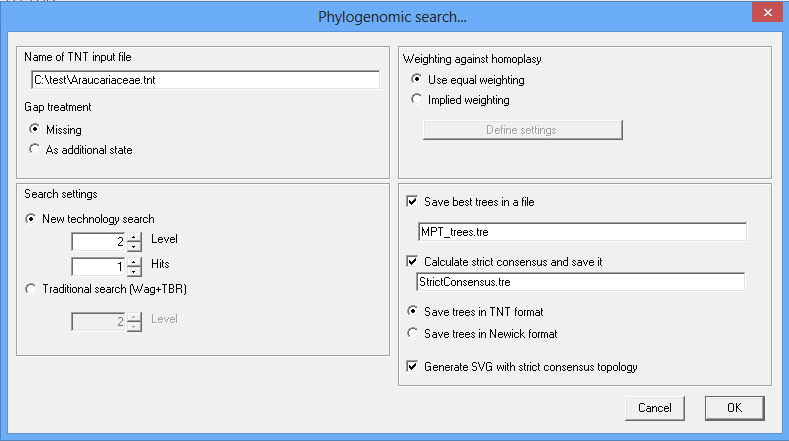 Phylogenomic search...
Name of TNT input file
C:\test\Araucariaceae.tnt
Gap treatment
Missing
As additional state
Weighting against homoplasy
Use equal weighting
Implied weighting
Define settings
Search settings
New technology search
2 Level
1 Hits
Traditional search (Wag+TBR)
2 Level
Save best trees in a file
MPT_trees.tre
Calculate strict consensus and save it
StrictConsensus.tre
Save trees in TNT format
Save trees in Newick format
Generate SVG with strict consensus topology
Cancel
OK